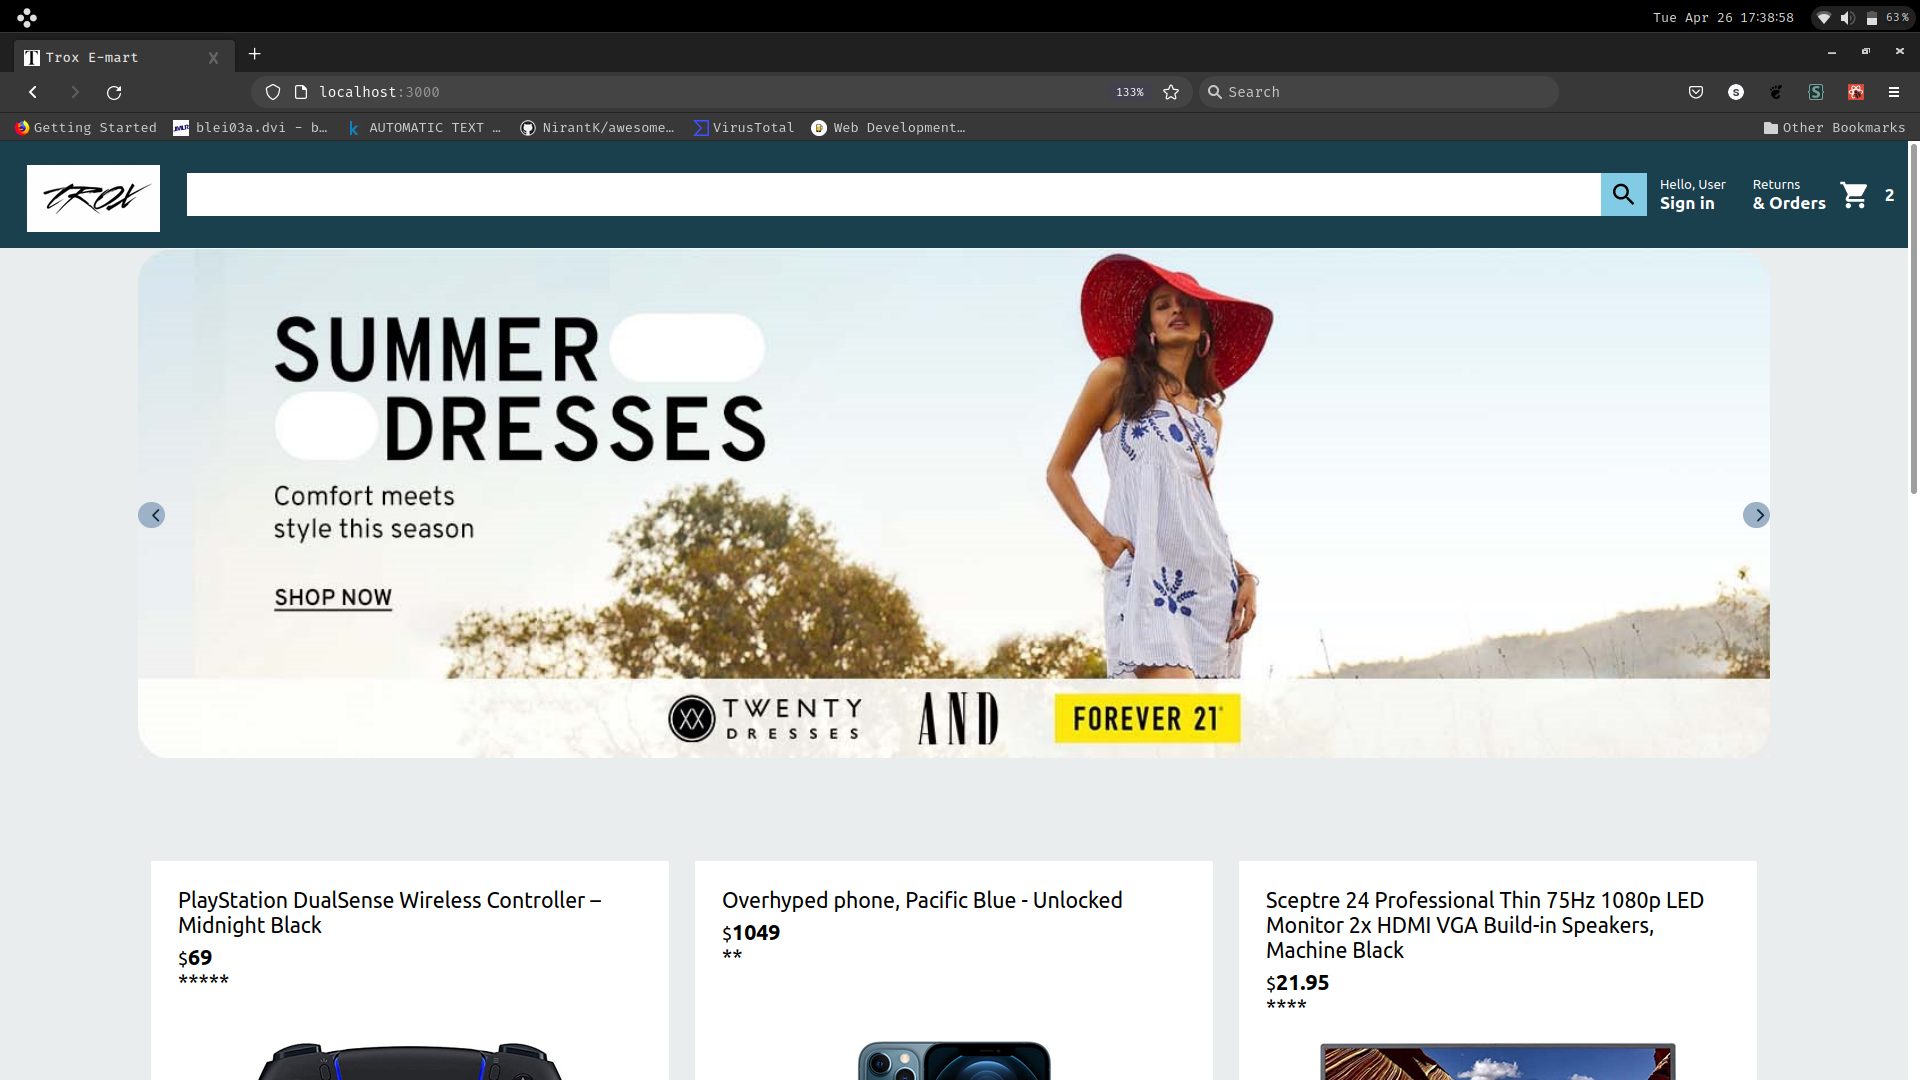 Tue Apr 26 17:38:58
63%
Trox E-mart
localhost:3000
133%
Search
Getting Started
blei03a.dvi - b…
AUTOMATIC TEXT …
NirantK/awesome…
VirusTotal
Web Development…
Other Bookmarks
TROX
Hello, User
Sign in
Returns
& Orders
2
SUMMER
DRESSES
Comfort meets
style this season
SHOP NOW
TWENTY
DRESSES
AND
FOREVER 21
PlayStation DualSense Wireless Controller –
Midnight Black
$69
*****
Overhyped phone, Pacific Blue - Unlocked
$1049
**
Sceptre 24 Professional Thin 75Hz 1080p LED
Monitor 2x HDMI VGA Build-in Speakers,
Machine Black
$21.95
****